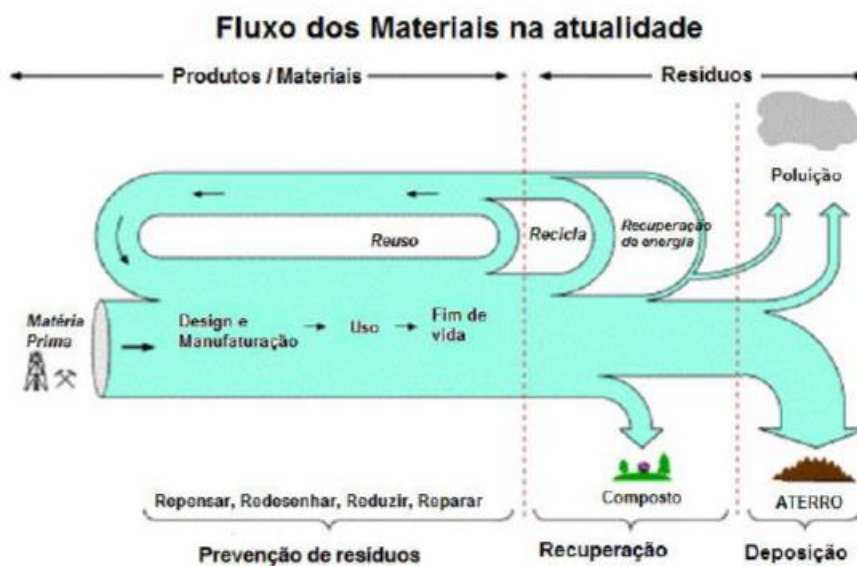 Fluxo dos Materiais na atualidade
Produtos / Materiais
Resíduos
Poluição
Reuso
Recicla
Recuperação
de energia
Matéria
Prima
Design e
Manufaturação
Uso
Fim de
vida
Composto
ATERRO
Repensar, Redesenhar, Reduzir, Reparar
Prevenção de resíduos
Recuperação
Deposição